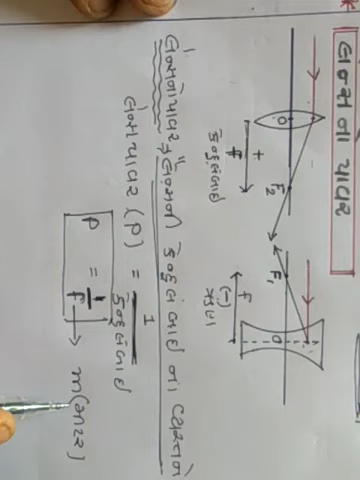 લેન્સનો પાવર
O
F₂
+
f
કેન્દ્રલંબાઇ
F₁
O
f
(-)
લેન્સનો પાવર → "લેન્સની કેન્દ્રલંબાઇ ના વ્યસ્તને
લેન્સ પાવર (P) = 1 / કેન્દ્રલંબાઇ
P = 1/f → m (મીટર)